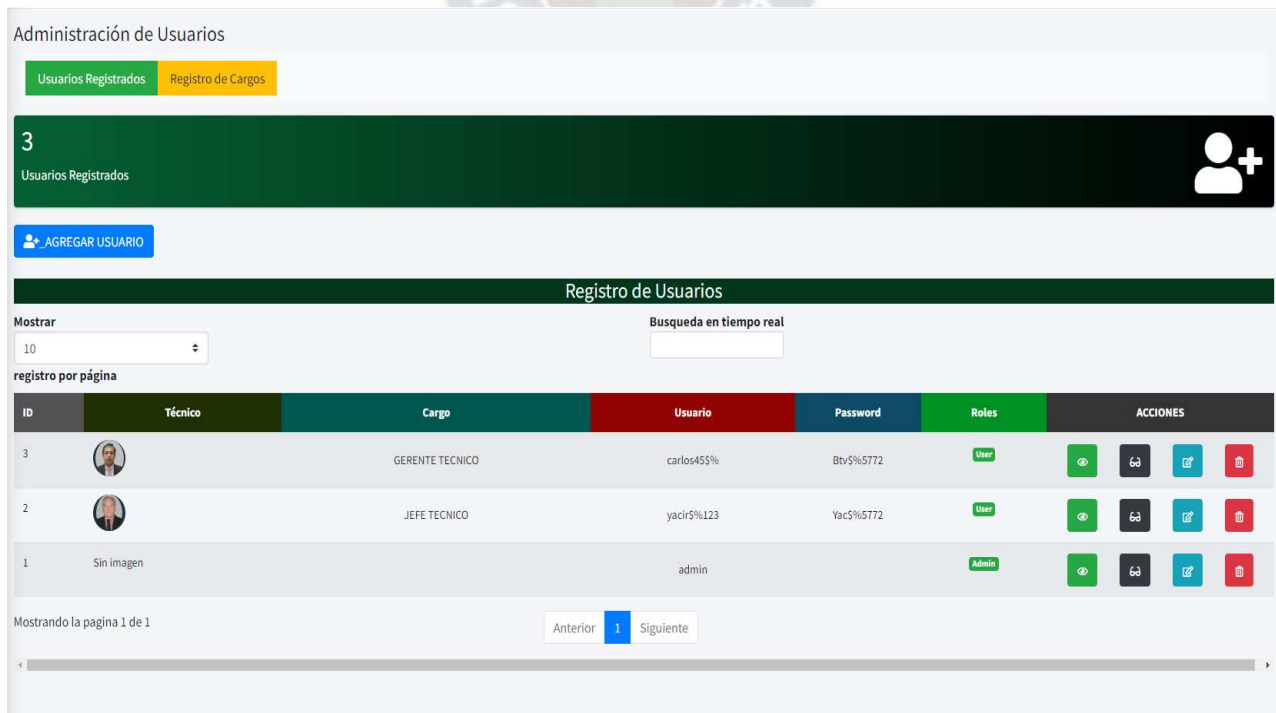 Administración de Usuarios
Usuarios Registrados Registro de Cargos
3
Usuarios Registrados
_AGREGAR USUARIO
Registro de Usuarios
Mostrar Busqueda en tiempo real
10
registro por página
ID Técnico Cargo Usuario Password Roles ACCIONES
3 GERENTE TECNICO carlos45$% Btv$%5772 User
2 JEFE TECNICO yacir$%123 Yac$%5772 User
1 Sin imagen admin Admin
Mostrando la pagina 1 de 1 Anterior 1 Siguiente